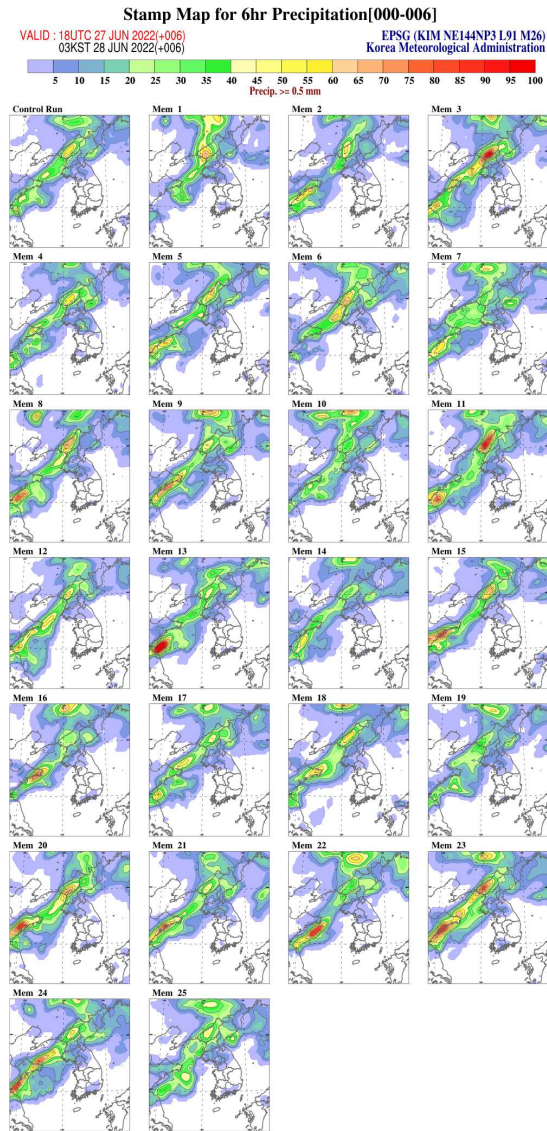 Stamp Map for 6hr Precipitation[000-006]
VALID : 18UTC 27 JUN 2022(+006) EPSG (KIM NE144NP3 L91 M26)
03KST 28 JUN 2022(+006) Korea Meteorological Administration
5 10 15 20 25 30 35 40 45 50 55 60 65 70 75 80 85 90 95 100
Precip. >= 0.5 mm
Control Run Mem 1 Mem 2 Mem 3
Mem 4 Mem 5 Mem 6 Mem 7
Mem 8 Mem 9 Mem 10 Mem 11
Mem 12 Mem 13 Mem 14 Mem 15
Mem 16 Mem 17 Mem 18 Mem 19
Mem 20 Mem 21 Mem 22 Mem 23
Mem 24 Mem 25